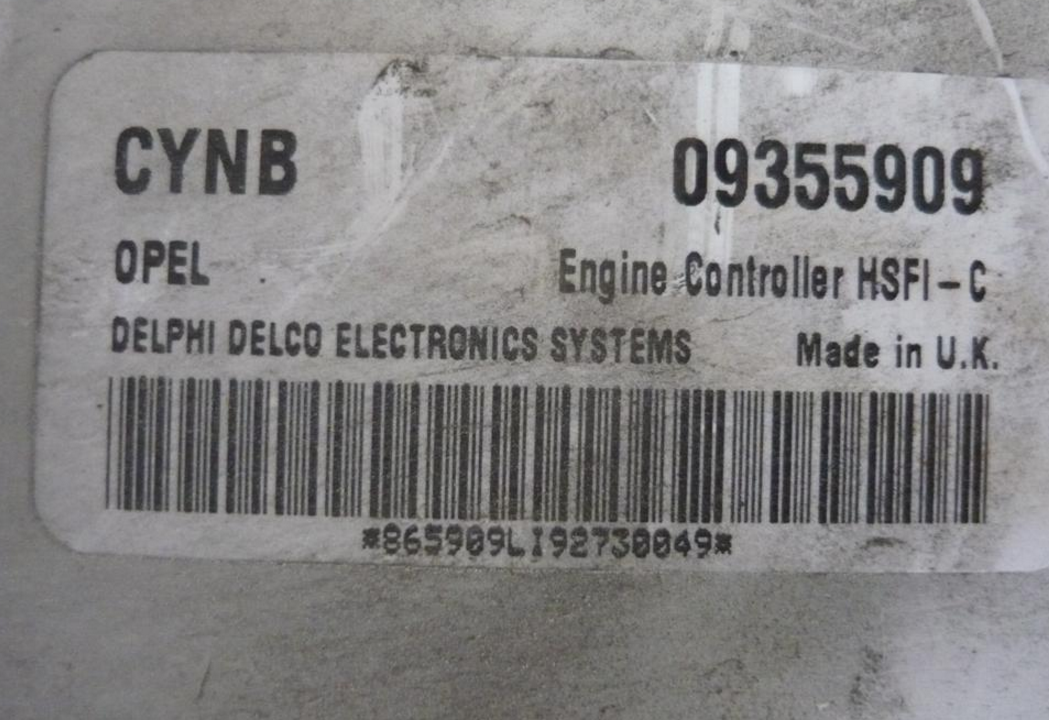 CYNB 09355909
OPEL Engine Controller HSFI-C
DELPHI DELCO ELECTRONICS SYSTEMS Made in U.K.
*865909LI92730049*